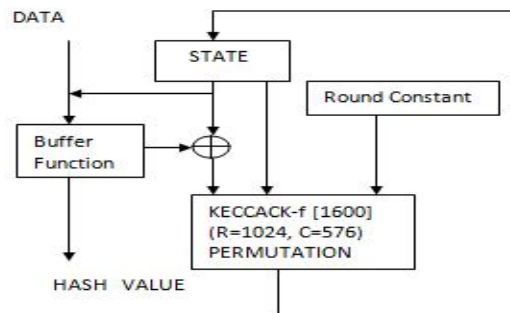 DATA
STATE
Round Constant
Buffer
Function
KECCACK-f [1600]
(R=1024, C=576)
PERMUTATION
HASH VALUE